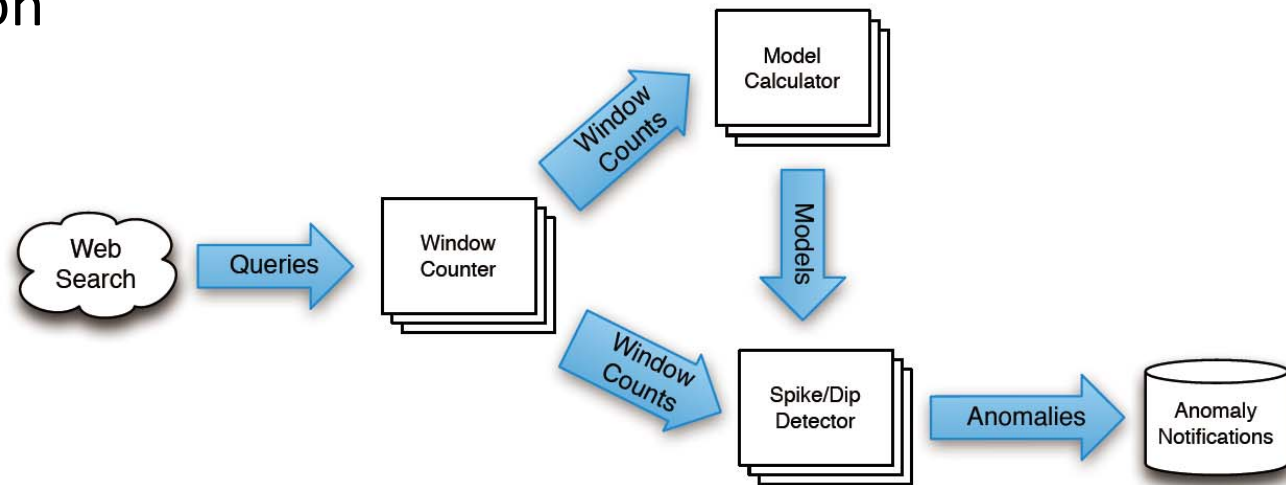 on
Model
Calculator
Window
Counts
Models
Web
Search
Queries
Window
Counter
Window
Counts
Spike/Dip
Detector
Anomalies
Anomaly
Notifications